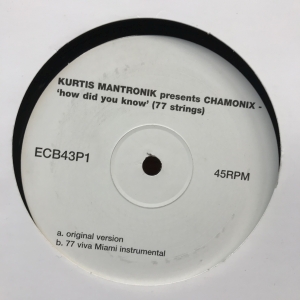 KURTIS MANTRONIK presents CHAMONIX -
'how did you know' (77 strings)
ECB43P1
45RPM
a. original version
b. 77 viva Miami instrumental